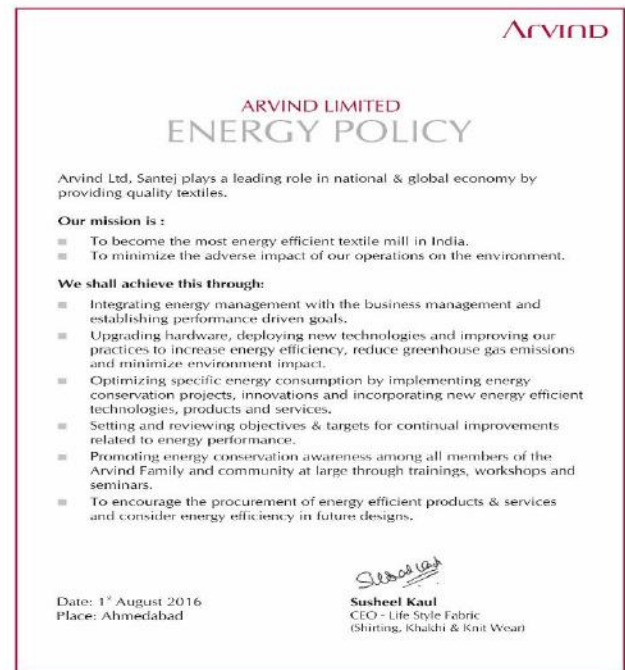 ARVIND
ARVIND LIMITED
ENERGY POLICY
Arvind Ltd, Santej plays a leading role in national & global economy by
providing quality textiles.
Our mission is :
To become the most energy efficient textile mill in India.
To minimize the adverse impact of our operations on the environment.
We shall achieve this through:
Integrating energy management with the business management and
establishing performance driven goals.
Upgrading hardware, deploying new technologies and improving our
practices to increase energy efficiency, reduce greenhouse gas emissions
and minimize environment impact.
Optimizing specific energy consumption by implementing energy
conservation projects, innovations and incorporating new energy efficient
technologies, products and services.
Setting and reviewing objectives & targets for continual improvements
related to energy performance.
Promoting energy conservation awareness among all members of the
Arvind Family and community at large through trainings, workshops and
seminars.
To encourage the procurement of energy efficient products & services
and consider energy efficiency in future designs.
Date: 1st August 2016
Place: Ahmedabad
Susheel Kaul
CEO - Life Style Fabric
(Shirting, Khakhi & Knit Wear)